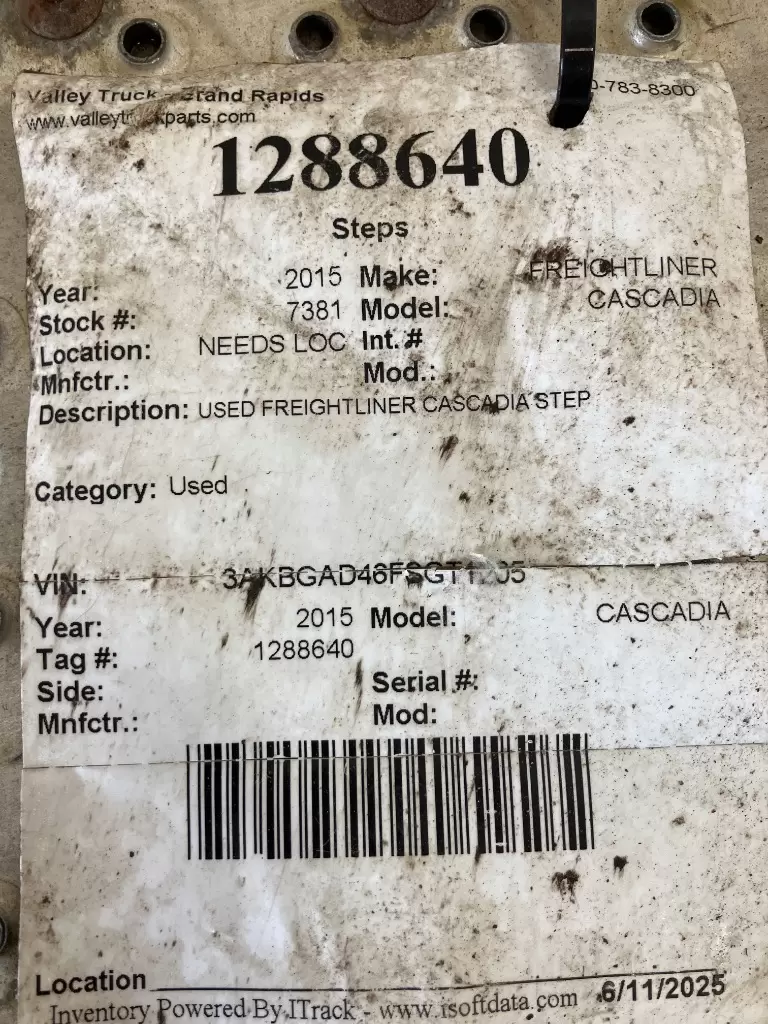 Valley Truck - Grand Rapids
-783-8300
www.valleytruckparts.com
1288640
Steps
Year: 2015 Make: FREIGHTLINER
Stock #: 7381 Model: CASCADIA
Location: NEEDS LOC Int.#
Mnfctr.: Mod.:
Description: USED FREIGHTLINER CASCADIA STEP
Category: Used
VIN:
Year: 2015 Model: CASCADIA
Tag #: 1288640
Side: Serial #:
Mnfctr.: Mod:
Location
Inventory Powered By ITrack - www.isoftdata.com 6/11/2025